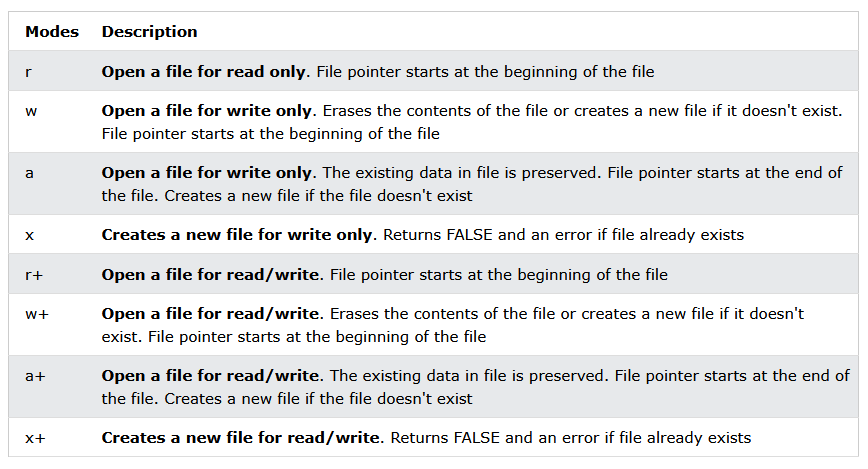 Modes Description
r Open a file for read only. File pointer starts at the beginning of the file
w Open a file for write only. Erases the contents of the file or creates a new file if it doesn't exist.
File pointer starts at the beginning of the file
a Open a file for write only. The existing data in file is preserved. File pointer starts at the end of
the file. Creates a new file if the file doesn't exist
x Creates a new file for write only. Returns FALSE and an error if file already exists
r+ Open a file for read/write. File pointer starts at the beginning of the file
w+ Open a file for read/write. Erases the contents of the file or creates a new file if it doesn't
exist. File pointer starts at the beginning of the file
a+ Open a file for read/write. The existing data in file is preserved. File pointer starts at the end of
the file. Creates a new file if the file doesn't exist
x+ Creates a new file for read/write. Returns FALSE and an error if file already exists